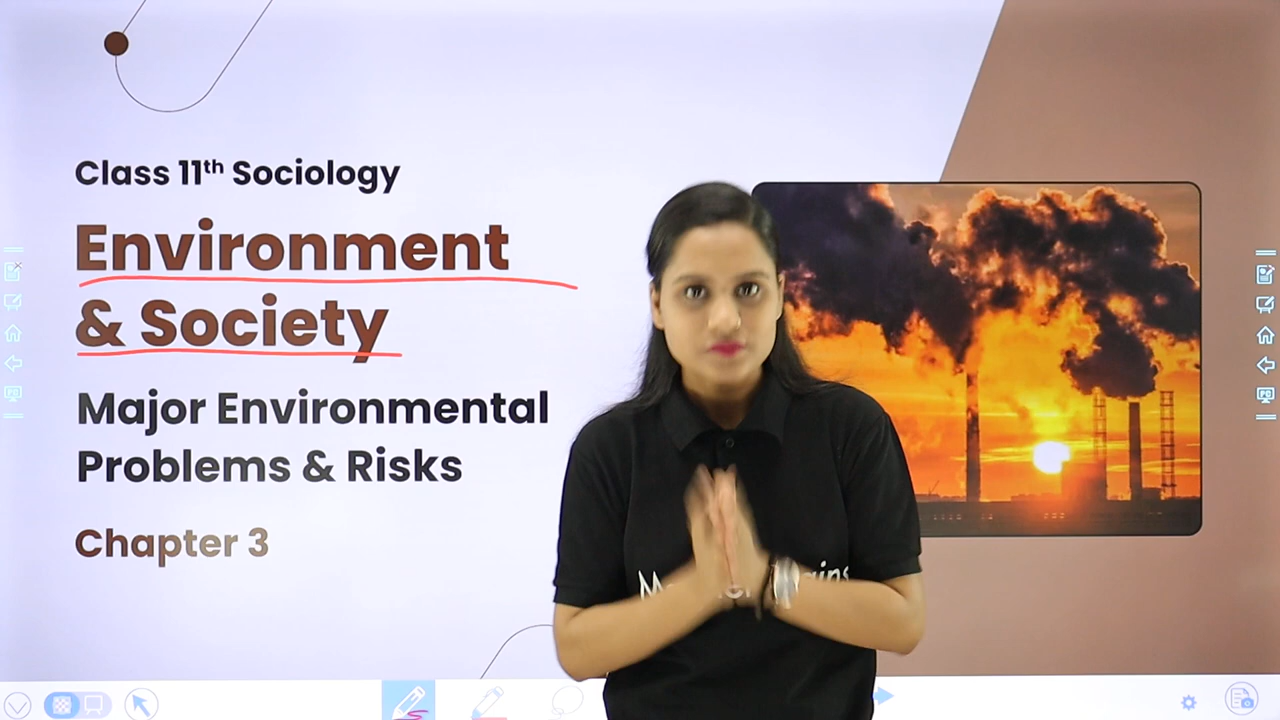 Class 11th Sociology
Environment
& Society
Major Environmental
Problems & Risks
Chapter 3